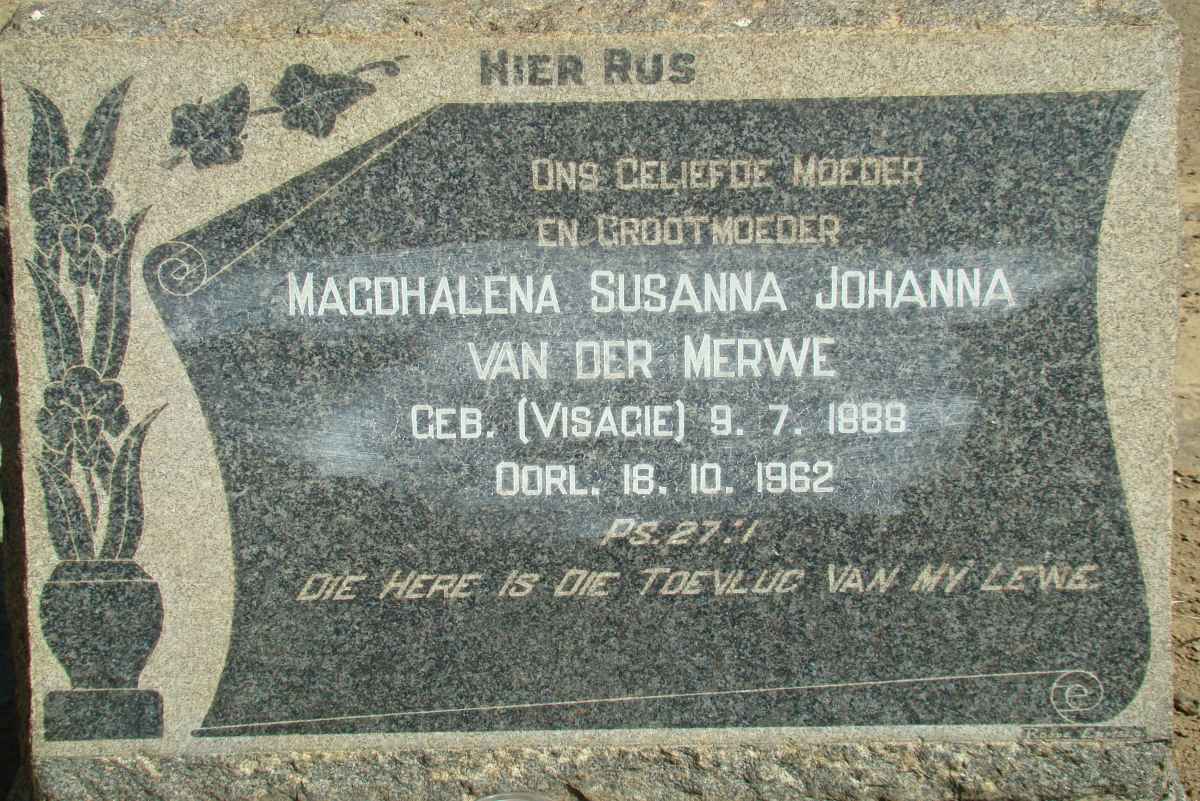 HIER RUS
ONS GELIEFDE MOEDER
EN GROOTMOEDER
MAGDHALENA SUSANNA JOHANNA
VAN DER MERWE
GEB. (VISAGIE) 9. 7. 1888
OORL. 18. 10. 1962
PS. 27:1
DIE HERE IS DIE TOEVLUG VAN MY LEWE